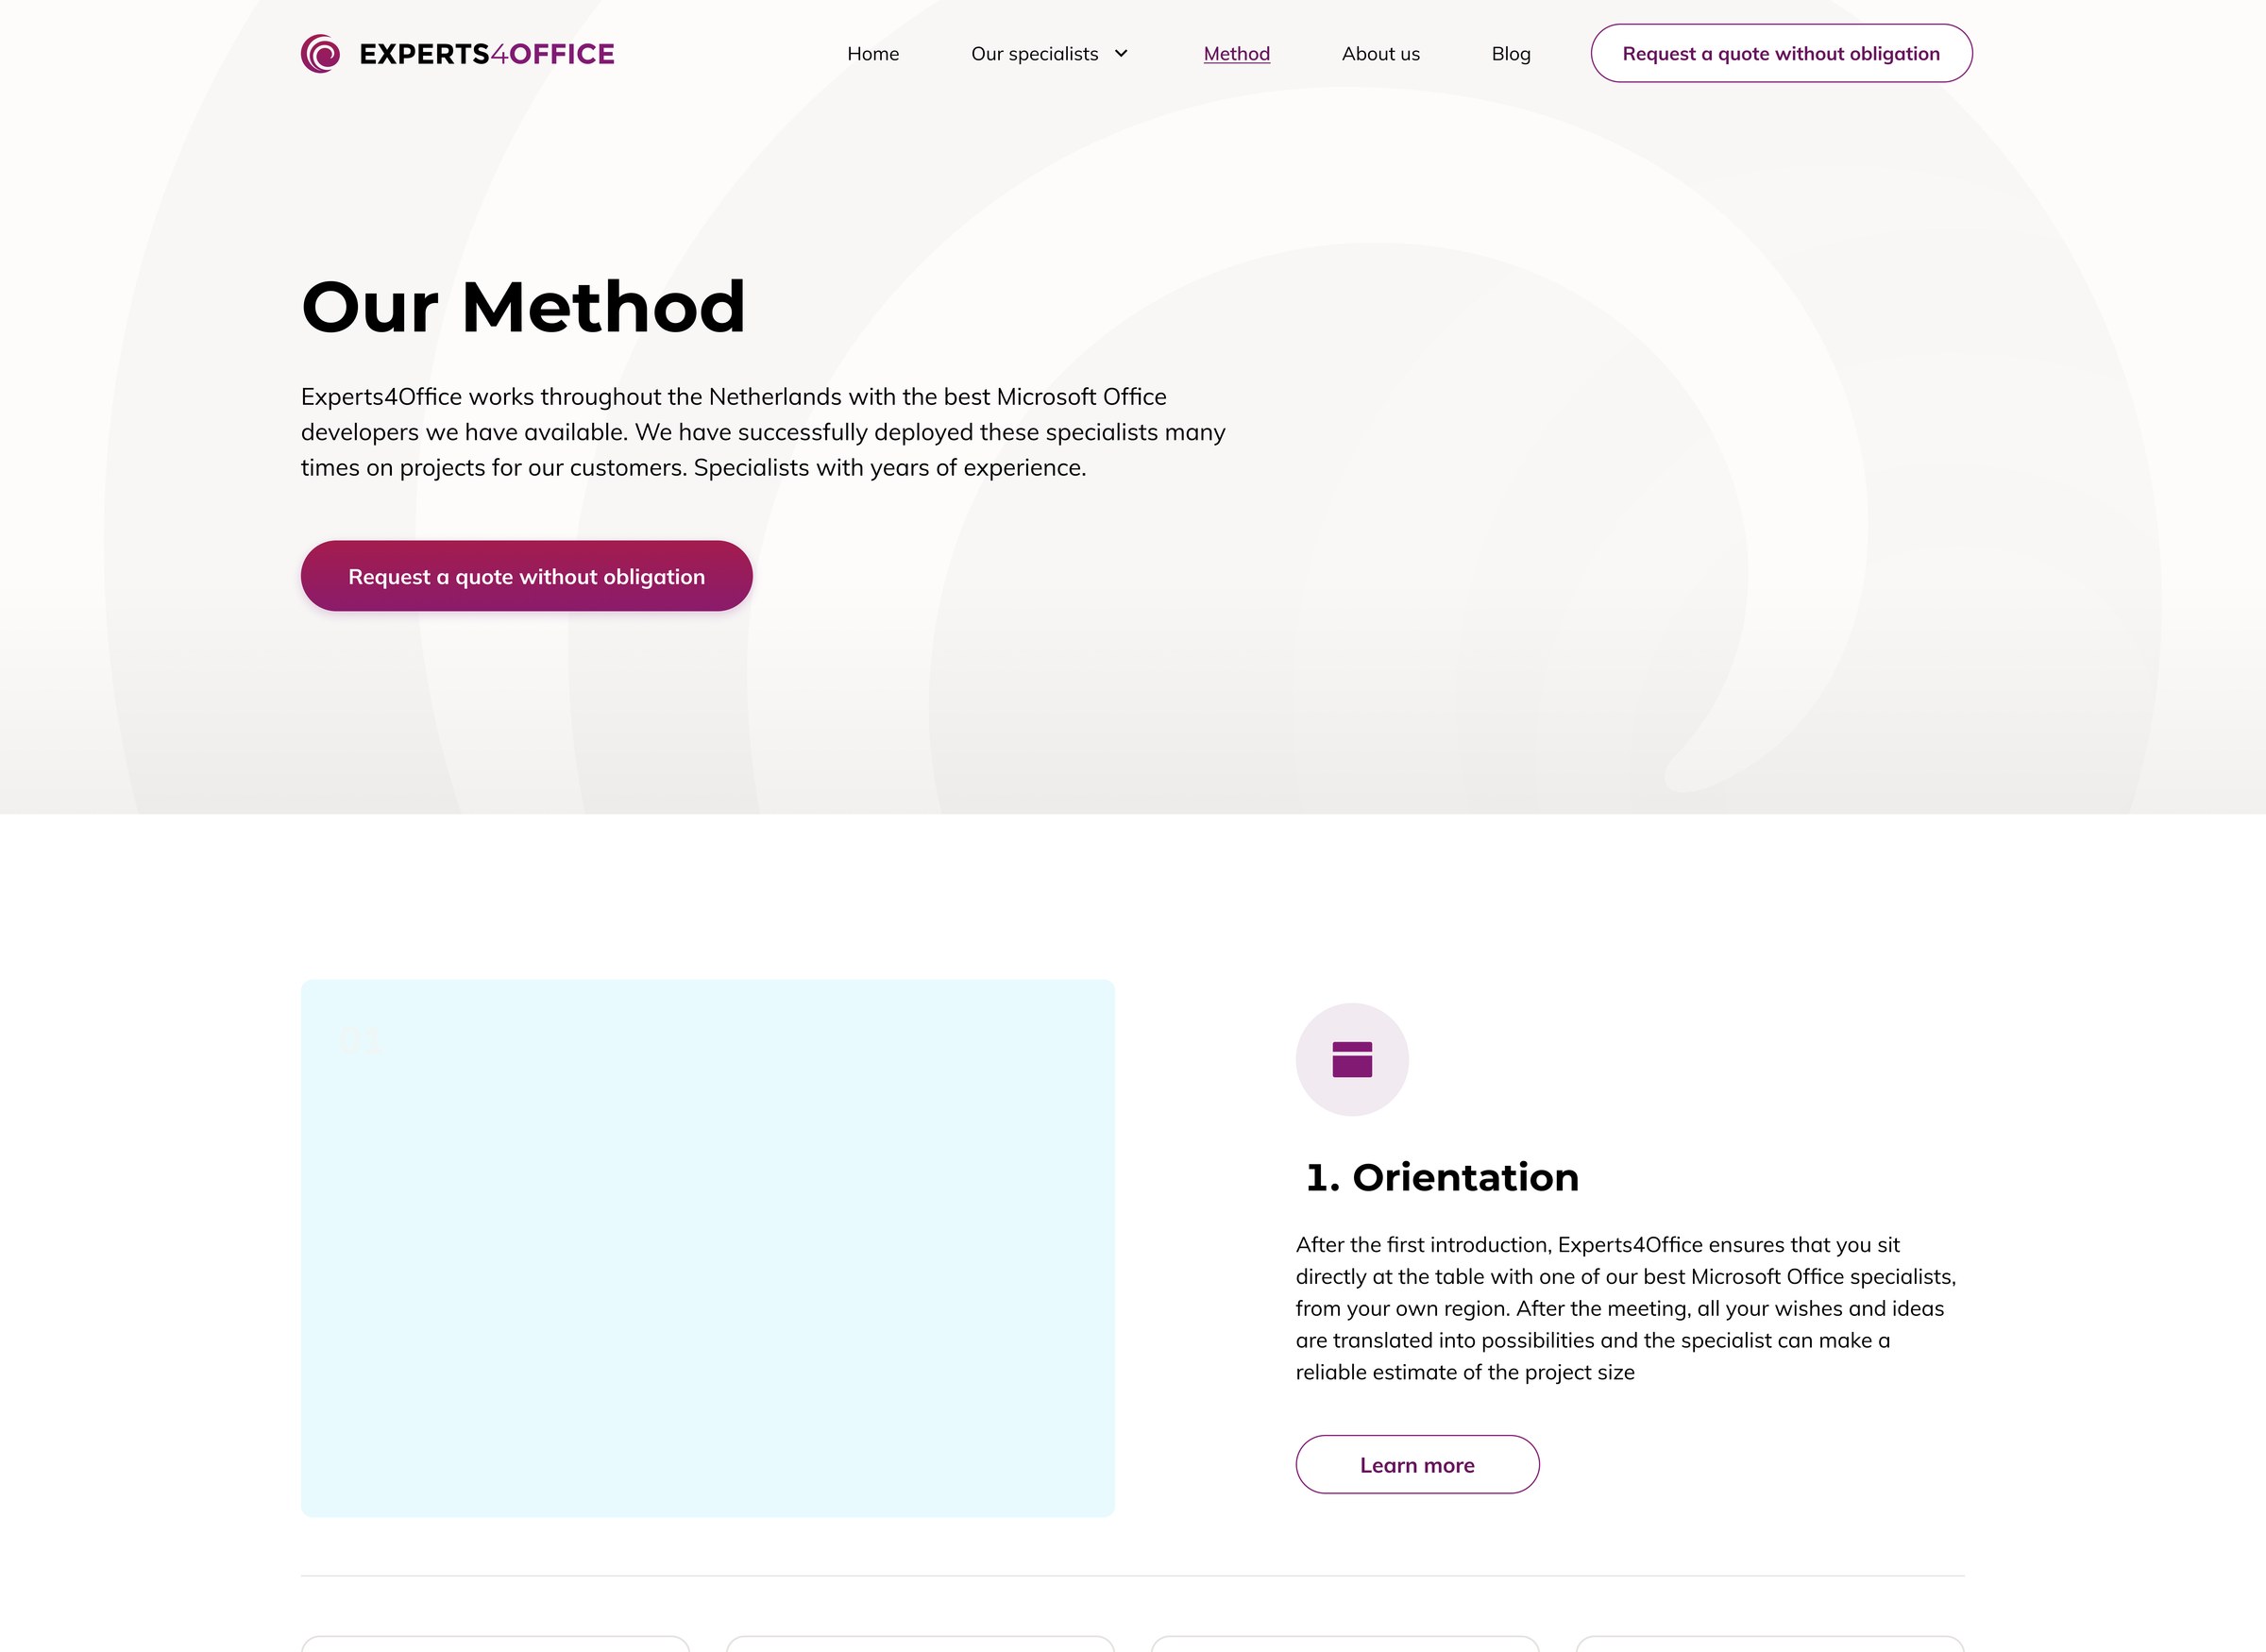 EXPERTS4OFFICE
Home
Our specialists
Method
About us
Blog
Request a quote without obligation
Our Method
Experts4Office works throughout the Netherlands with the best Microsoft Office
developers we have available. We have successfully deployed these specialists many
times on projects for our customers. Specialists with years of experience.
Request a quote without obligation
01
1. Orientation
After the first introduction, Experts4Office ensures that you sit
directly at the table with one of our best Microsoft Office specialists,
from your own region. After the meeting, all your wishes and ideas
are translated into possibilities and the specialist can make a
reliable estimate of the project size
Learn more